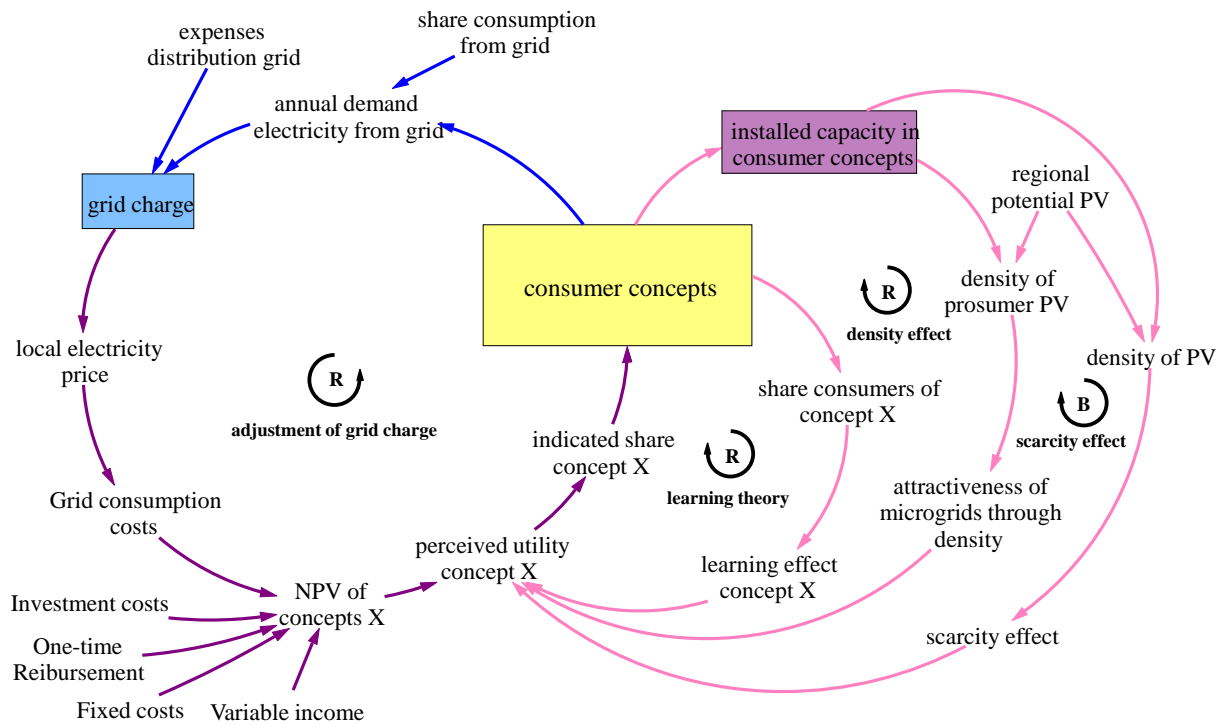 expenses
distribution grid
share consumption
from grid
annual demand
electricity from grid
installed capacity in
consumer concepts
regional
potential PV
grid charge
consumer concepts
density of
prosumer PV
R
density effect
local electricity
price
density of PV
R
adjustment of grid charge
share consumers of
concept X
B
scarcity effect
indicated share
concept X
R
learning theory
Grid consumption
costs
attractiveness of
microgrids through
density
perceived utility
concept X
learning effect
concept X
NPV of
concepts X
Investment costs
One-time
Reibursement
Fixed costs
Variable income
scarcity effect